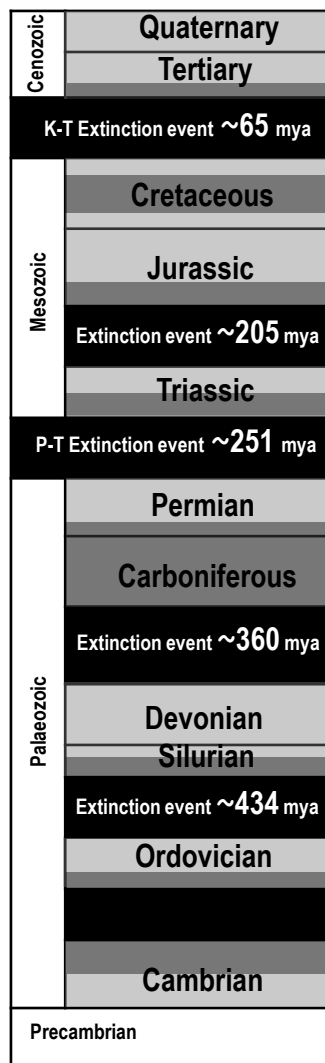 Cenozoic
Quaternary
Tertiary
K-T Extinction event ~65 mya
Mesozoic
Cretaceous
Jurassic
Extinction event ~205 mya
Triassic
P-T Extinction event ~251 mya
Palaeozoic
Permian
Carboniferous
Extinction event ~360 mya
Devonian
Silurian
Extinction event ~434 mya
Ordovician
Cambrian
Precambrian